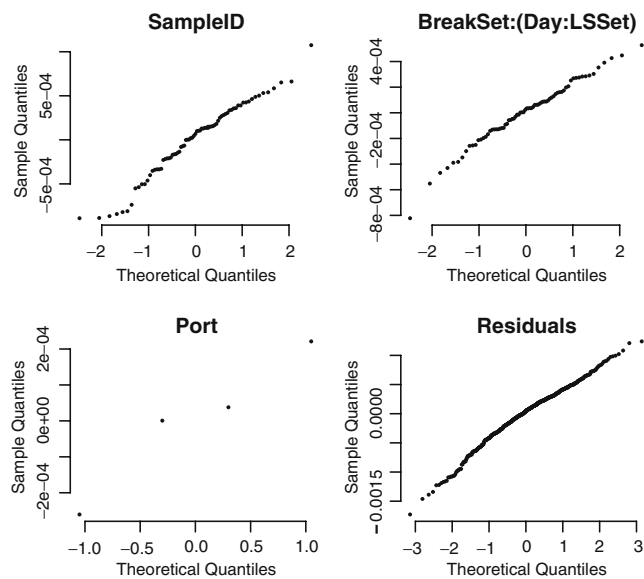 SampleID
Sample Quantiles
5e−04
−5e−04
−2 −1 0 1 2
Theoretical Quantiles
BreakSet:(Day:LSSet)
Sample Quantiles
4e−04
−2e−04
−8e−04
−2 −1 0 1 2
Theoretical Quantiles
Port
Sample Quantiles
2e−04
0e+00
−2e−04
−1.0 −0.5 0.0 0.5 1.0
Theoretical Quantiles
Residuals
Sample Quantiles
0.0000
−0.0015
−3 −2 −1 0 1 2 3
Theoretical Quantiles